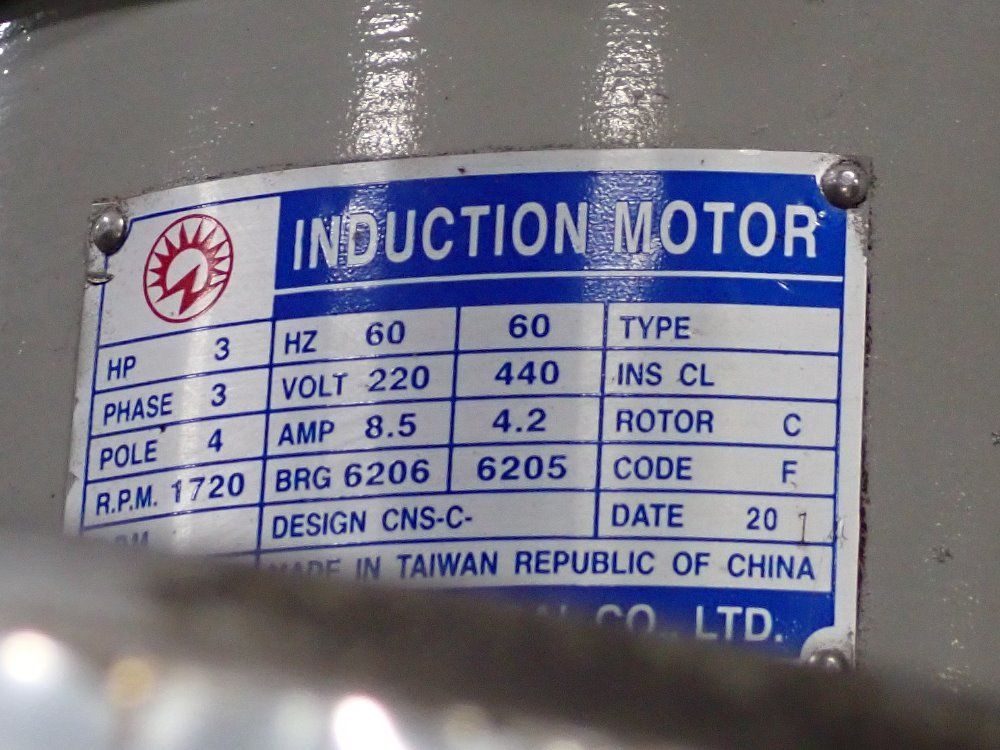 INDUCTION MOTOR
HP 3 HZ 60 60 TYPE
PHASE 3 VOLT 220 440 INS CL
POLE 4 AMP 8.5 4.2 ROTOR C
R.P.M. 1720 BRG 6206 6205 CODE F
DESIGN CNS-C- DATE 20 1
MADE IN TAIWAN REPUBLIC OF CHINA
CO., LTD.